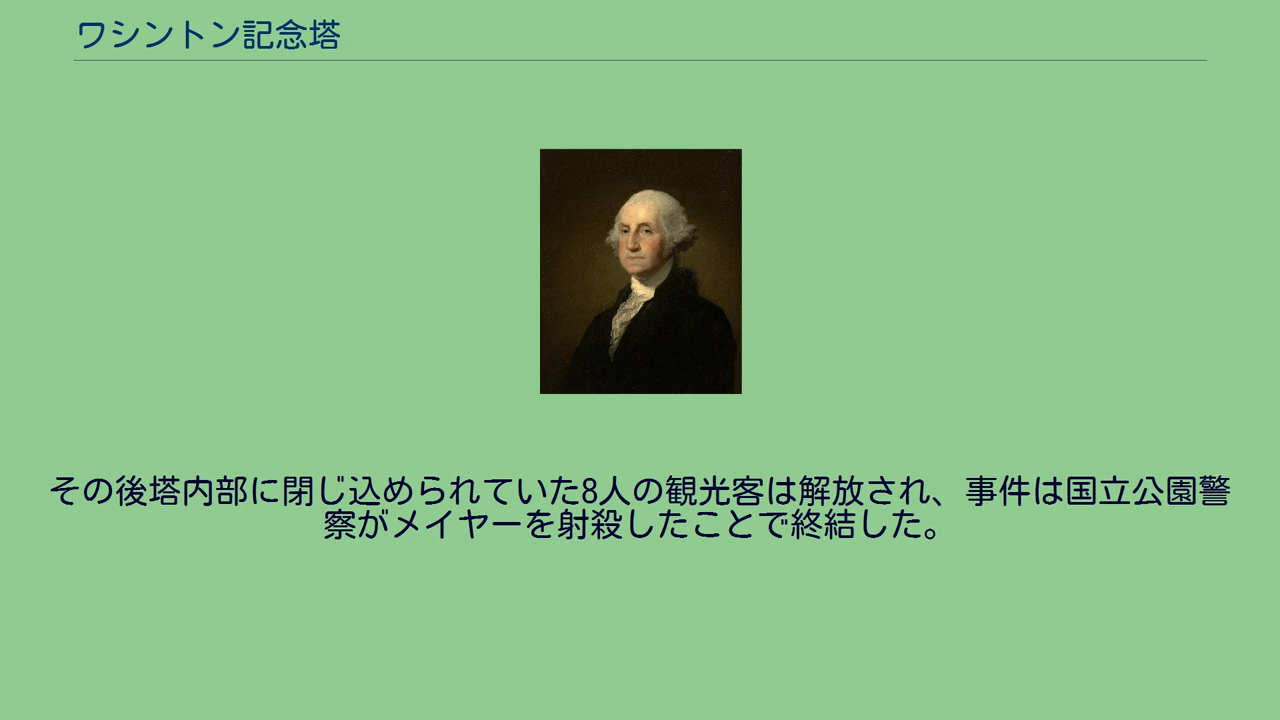 ワシントン記念塔
その後塔内部に閉じ込められていた8人の観光客は解放され、事件は国立公園警
察がメイヤーを射殺したことで終結した。